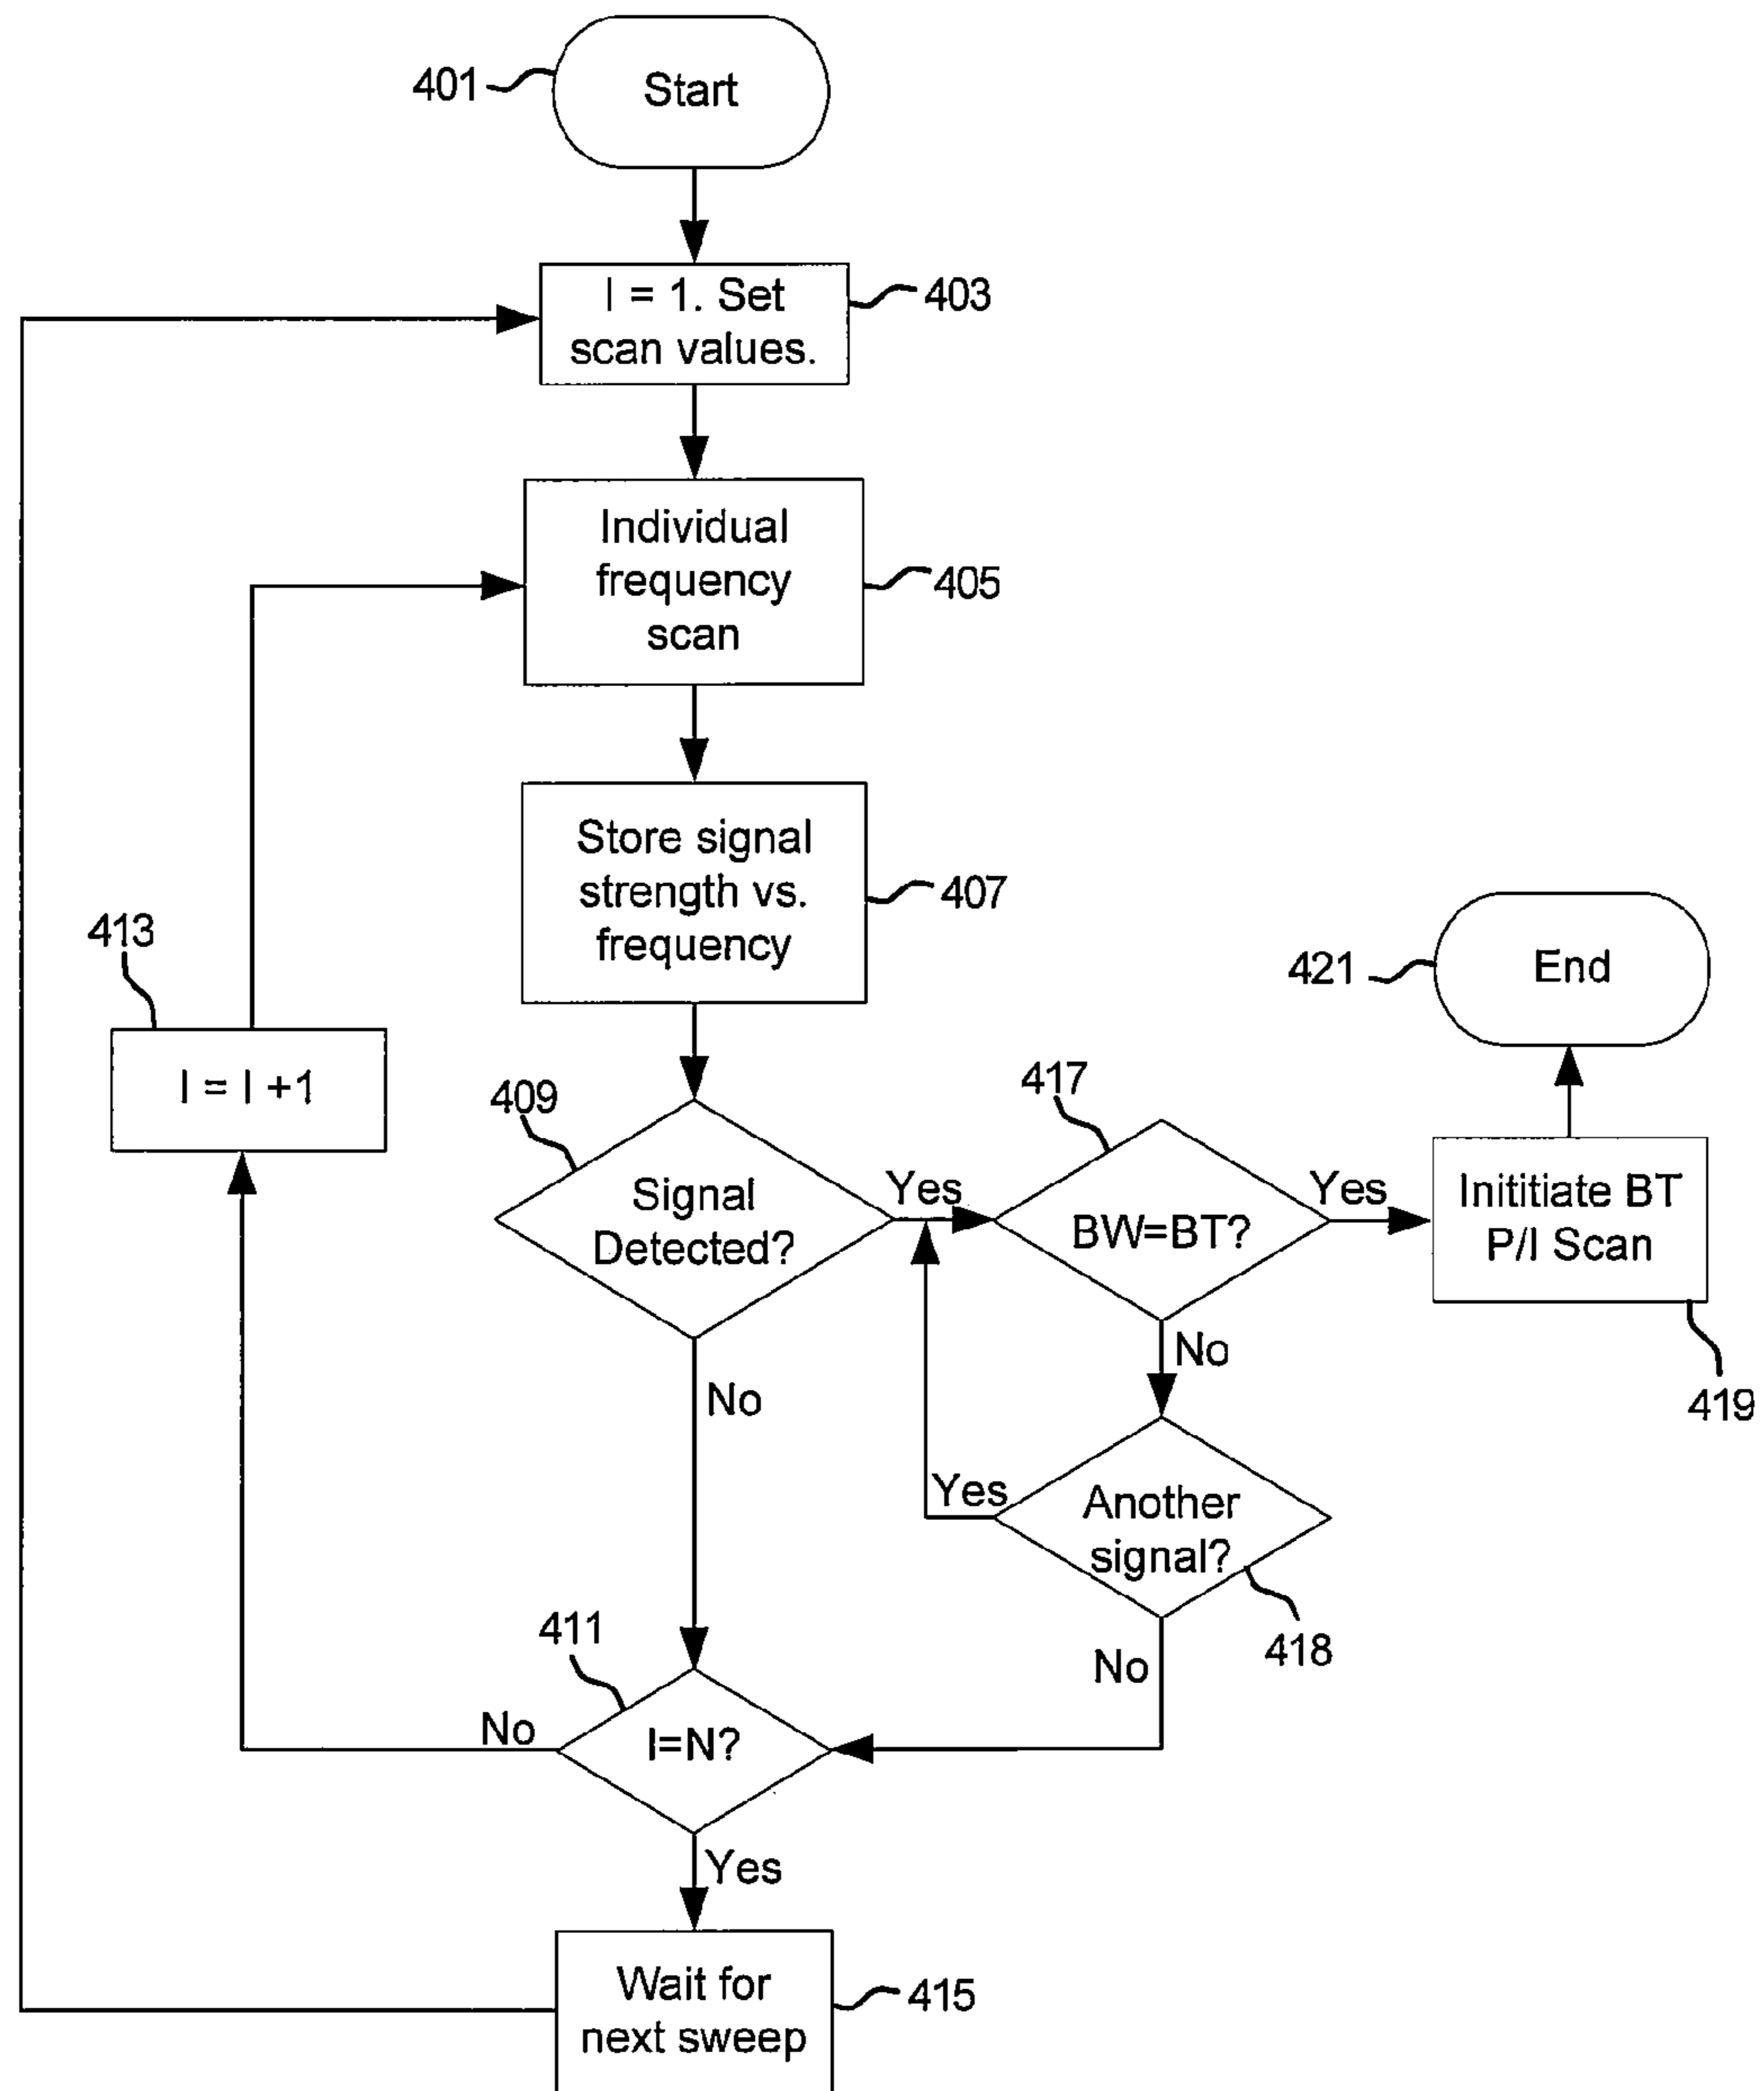 401
Start
I = 1. Set
scan values.
403
Individual
frequency
scan
405
Store signal
strength vs.
frequency
407
413
I = I +1
421
End
409
Signal
Detected?
Yes
417
BW=BT?
Yes
Inititiate BT
P/I Scan
419
No
No
Yes
Another
signal?
418
No
411
I=N?
No
Yes
Wait for
next sweep
415